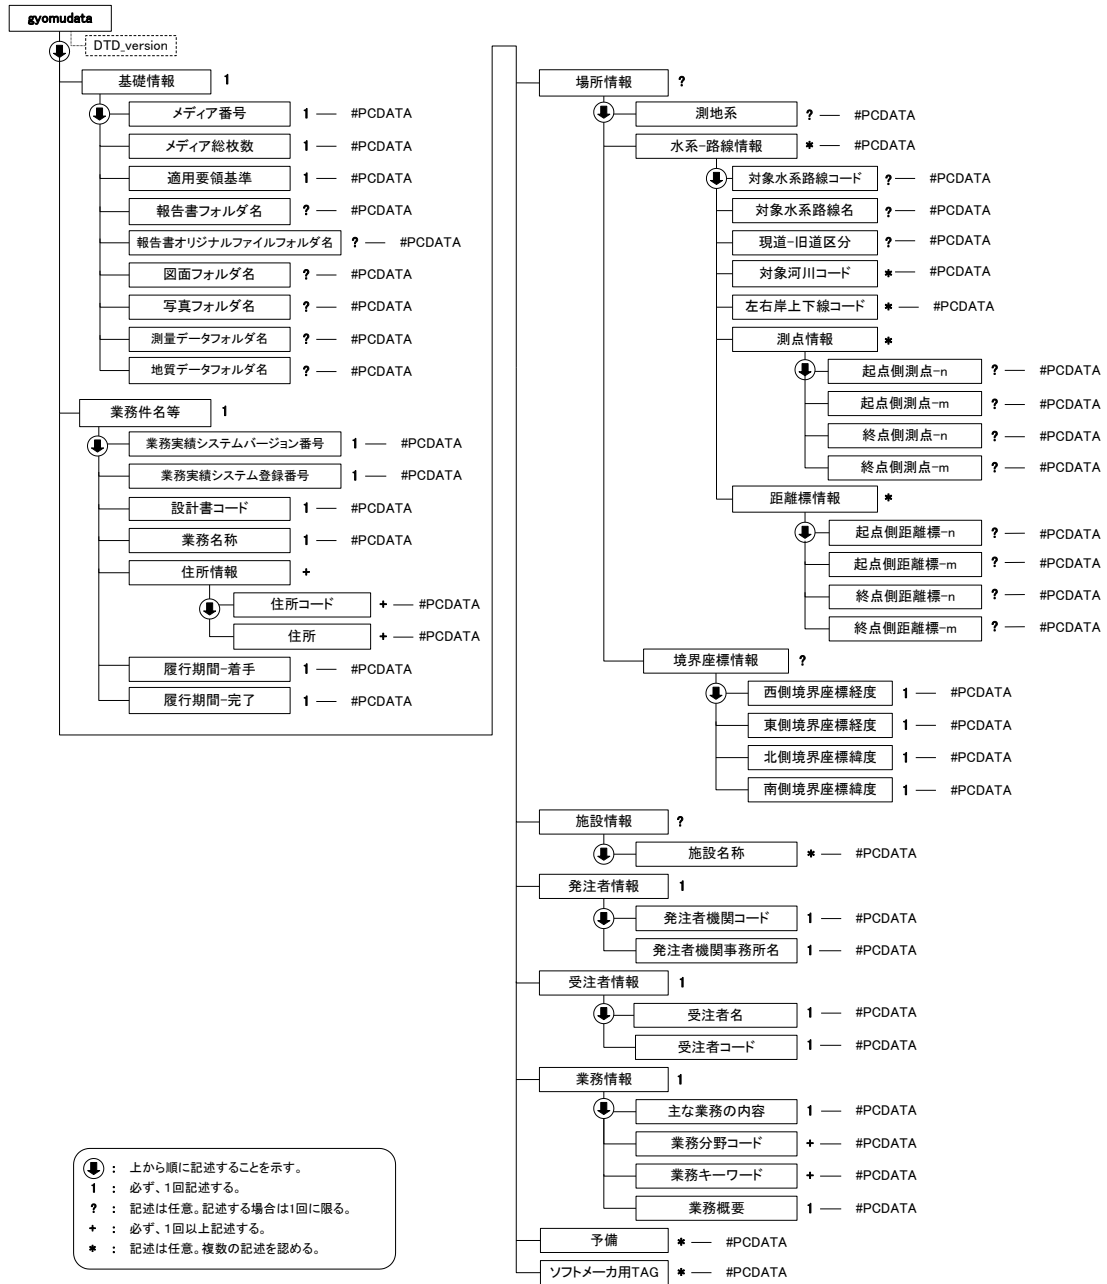 gyomudata
DTD_version
基礎情報 1
メディア番号 1 — #PCDATA
メディア総枚数 1 — #PCDATA
適用要領基準 1 — #PCDATA
報告書フォルダ名 ? — #PCDATA
報告書オリジナルファイルフォルダ名 ? — #PCDATA
図面フォルダ名 ? — #PCDATA
写真フォルダ名 ? — #PCDATA
測量データフォルダ名 ? — #PCDATA
地質データフォルダ名 ? — #PCDATA
業務件名等 1
業務実績システムバージョン番号 1 — #PCDATA
業務実績システム登録番号 1 — #PCDATA
設計書コード 1 — #PCDATA
業務名称 1 — #PCDATA
住所情報 +
住所コード + — #PCDATA
住所 + — #PCDATA
履行期間-着手 1 — #PCDATA
履行期間-完了 1 — #PCDATA
場所情報 ?
測地系 ? — #PCDATA
水系-路線情報 * — #PCDATA
対象水系路線コード ? — #PCDATA
対象水系路線名 ? — #PCDATA
現道-旧道区分 ? — #PCDATA
対象河川コード * — #PCDATA
左右岸上下線コード * — #PCDATA
測点情報 *
起点側測点-n ? — #PCDATA
起点側測点-m ? — #PCDATA
終点側測点-n ? — #PCDATA
終点側測点-m ? — #PCDATA
距離標情報 *
起点側距離標-n ? — #PCDATA
起点側距離標-m ? — #PCDATA
終点側距離標-n ? — #PCDATA
終点側距離標-m ? — #PCDATA
境界座標情報 ?
西側境界座標経度 1 — #PCDATA
東側境界座標経度 1 — #PCDATA
北側境界座標緯度 1 — #PCDATA
南側境界座標緯度 1 — #PCDATA
施設情報 ?
施設名称 * — #PCDATA
発注者情報 1
発注者機関コード 1 — #PCDATA
発注者機関事務所名 1 — #PCDATA
受注者情報 1
受注者名 1 — #PCDATA
受注者コード 1 — #PCDATA
業務情報 1
主な業務の内容 1 — #PCDATA
業務分野コード + — #PCDATA
業務キーワード + — #PCDATA
業務概要 1 — #PCDATA
予備 * — #PCDATA
ソフトメーカ用TAG * — #PCDATA
: 上から順に記述することを示す。
1 : 必ず、1回記述する。
? : 記述は任意。記述する場合は1回に限る。
+ : 必ず、1回以上記述する。
* : 記述は任意。複数の記述を認める。